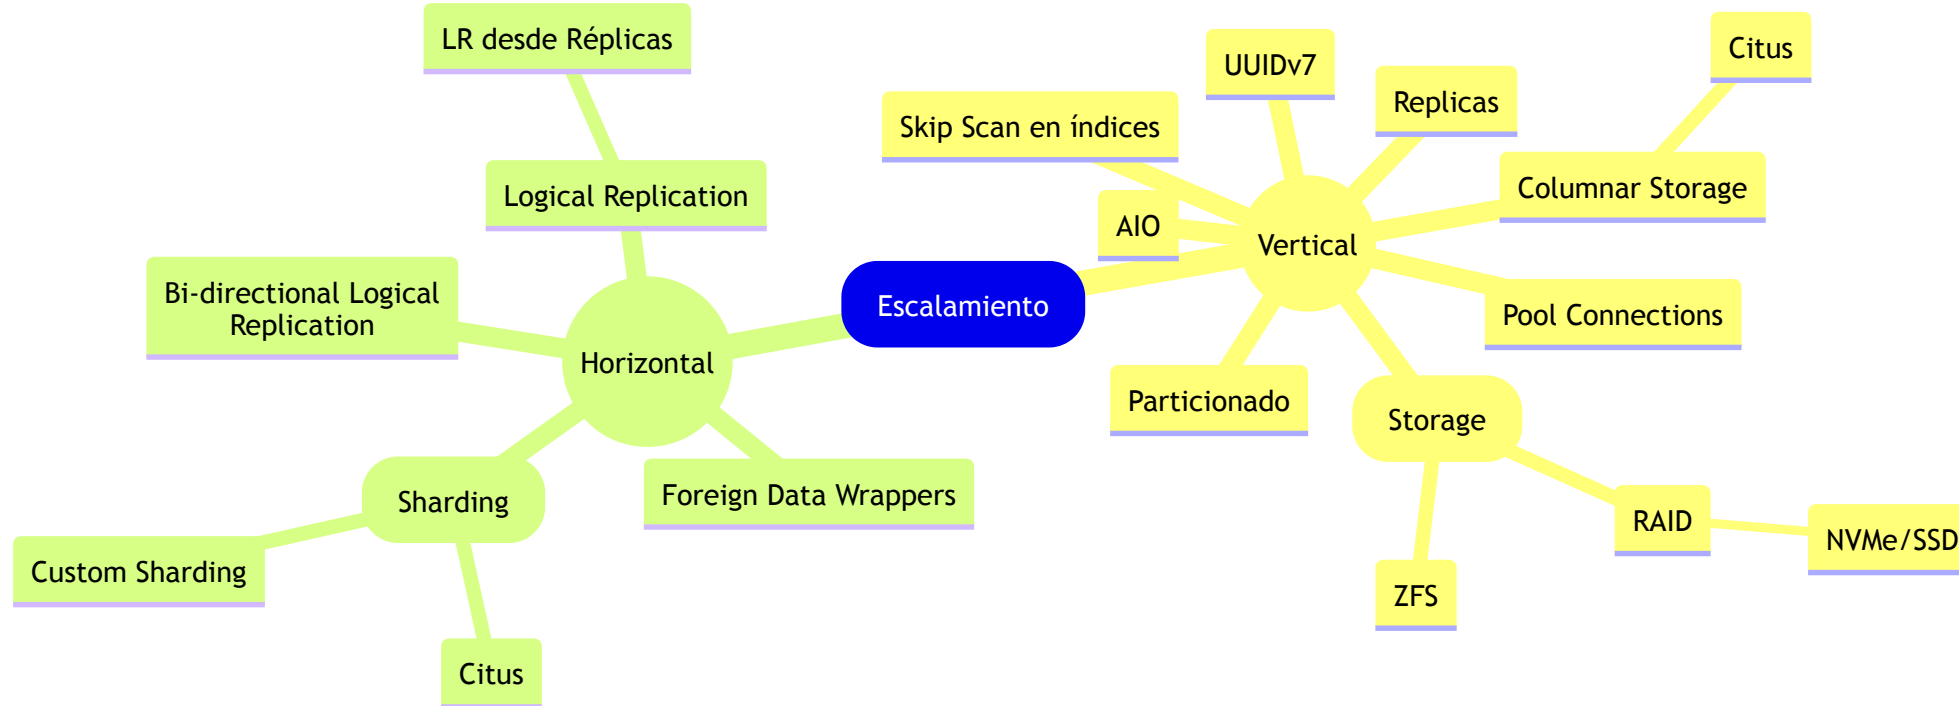 LR desde Réplicas
Citus
UUIDv7
Replicas
Skip Scan en índices
Logical Replication
Columnar Storage
AIO
Vertical
Bi-directional Logical
Replication
Escalamiento
Pool Connections
Horizontal
Particionado
Storage
Sharding
Foreign Data Wrappers
RAID
NVMe/SSD
Custom Sharding
ZFS
Citus